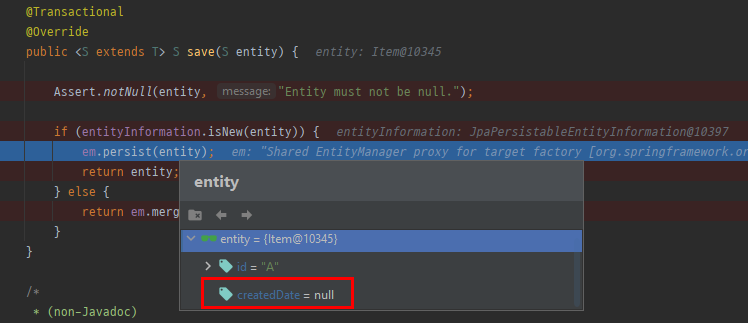 @Transactional
@Override
public <S extends T> S save(S entity) { entity: Item@10345
Assert.notNull(entity, message: "Entity must not be null.");
if (entityInformation.isNew(entity)) { entityInformation: JpaPersistableEntityInformation@10397
em.persist(entity); em: "Shared EntityManager proxy for target factory [org.springframework.or
return entity;
} else {
return em.merg
}
}
/*
* (non-Javadoc)
entity
entity = {Item@10345}
id = "A"
createdDate = null